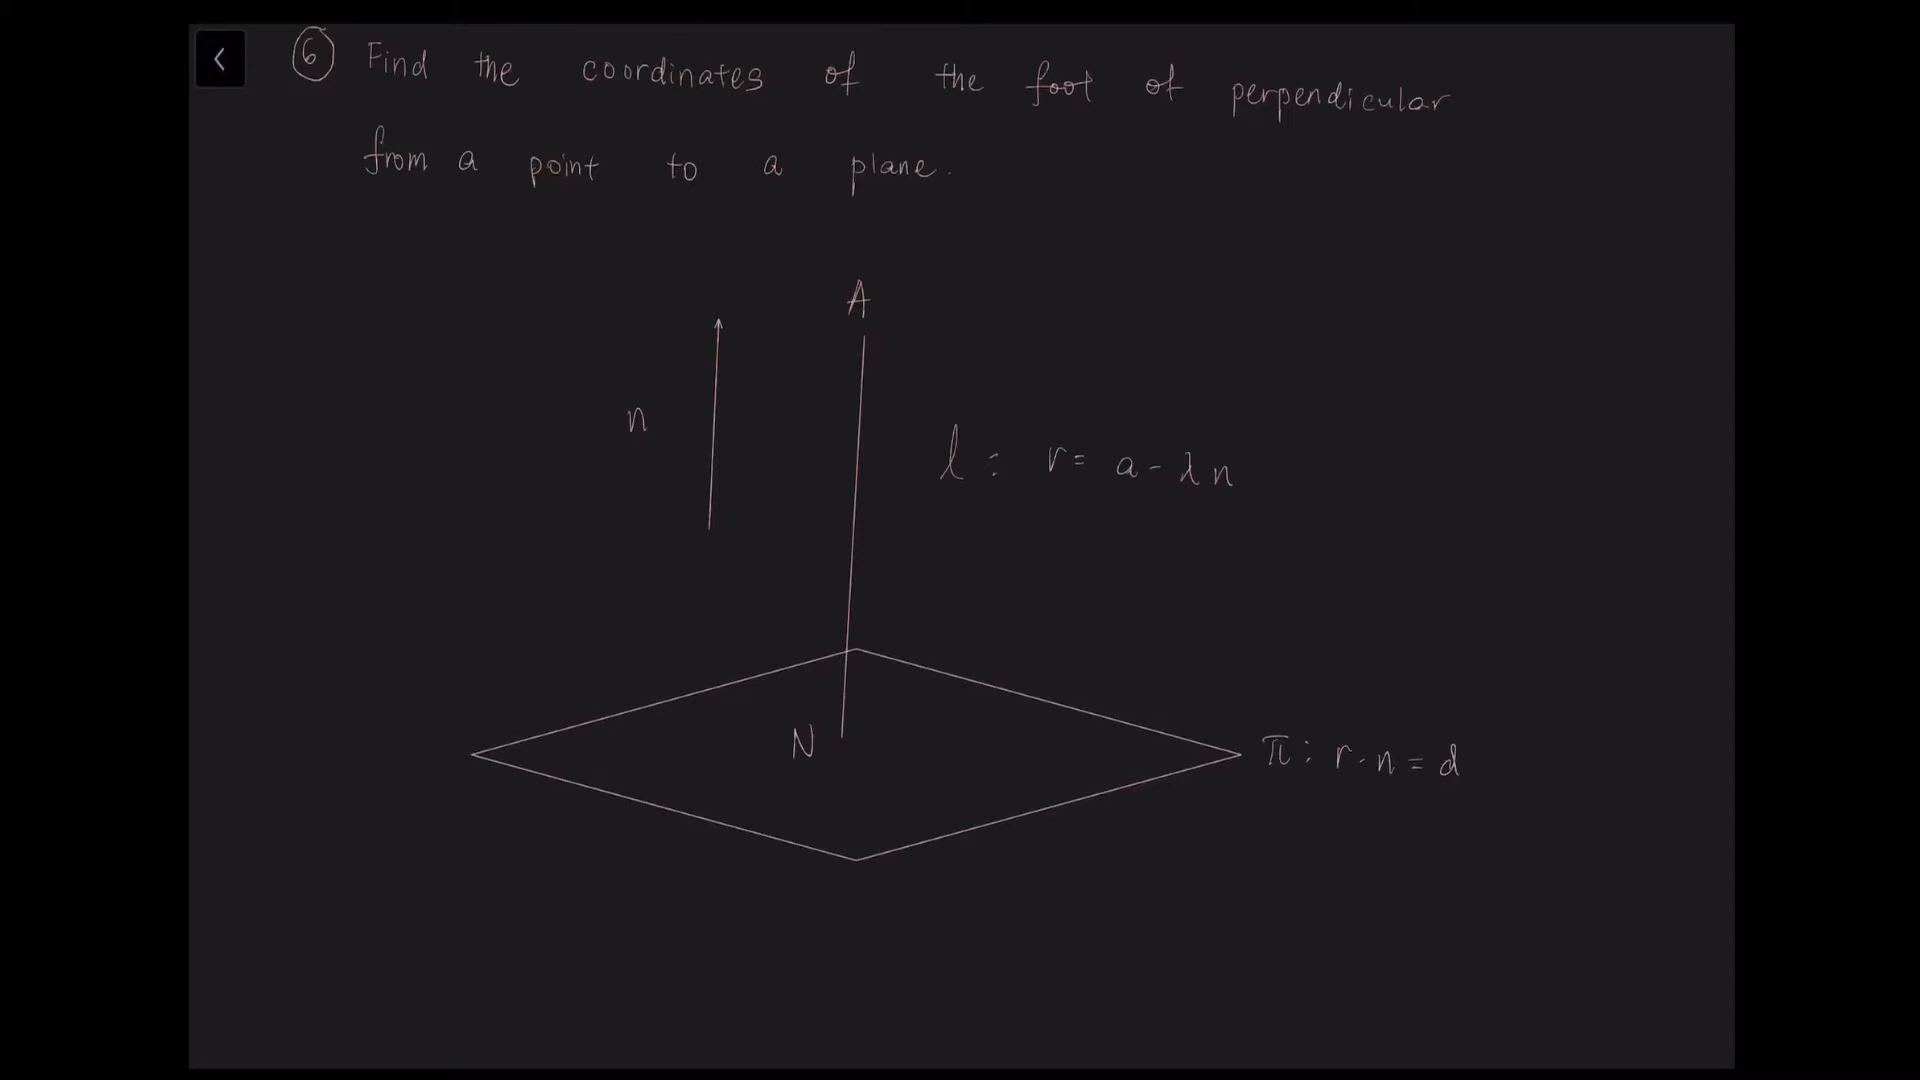 6 Find the coordinates of the foot of perpendicular
from a point to a plane.
A
n
l : r = a - λn
N
π : r · n = d